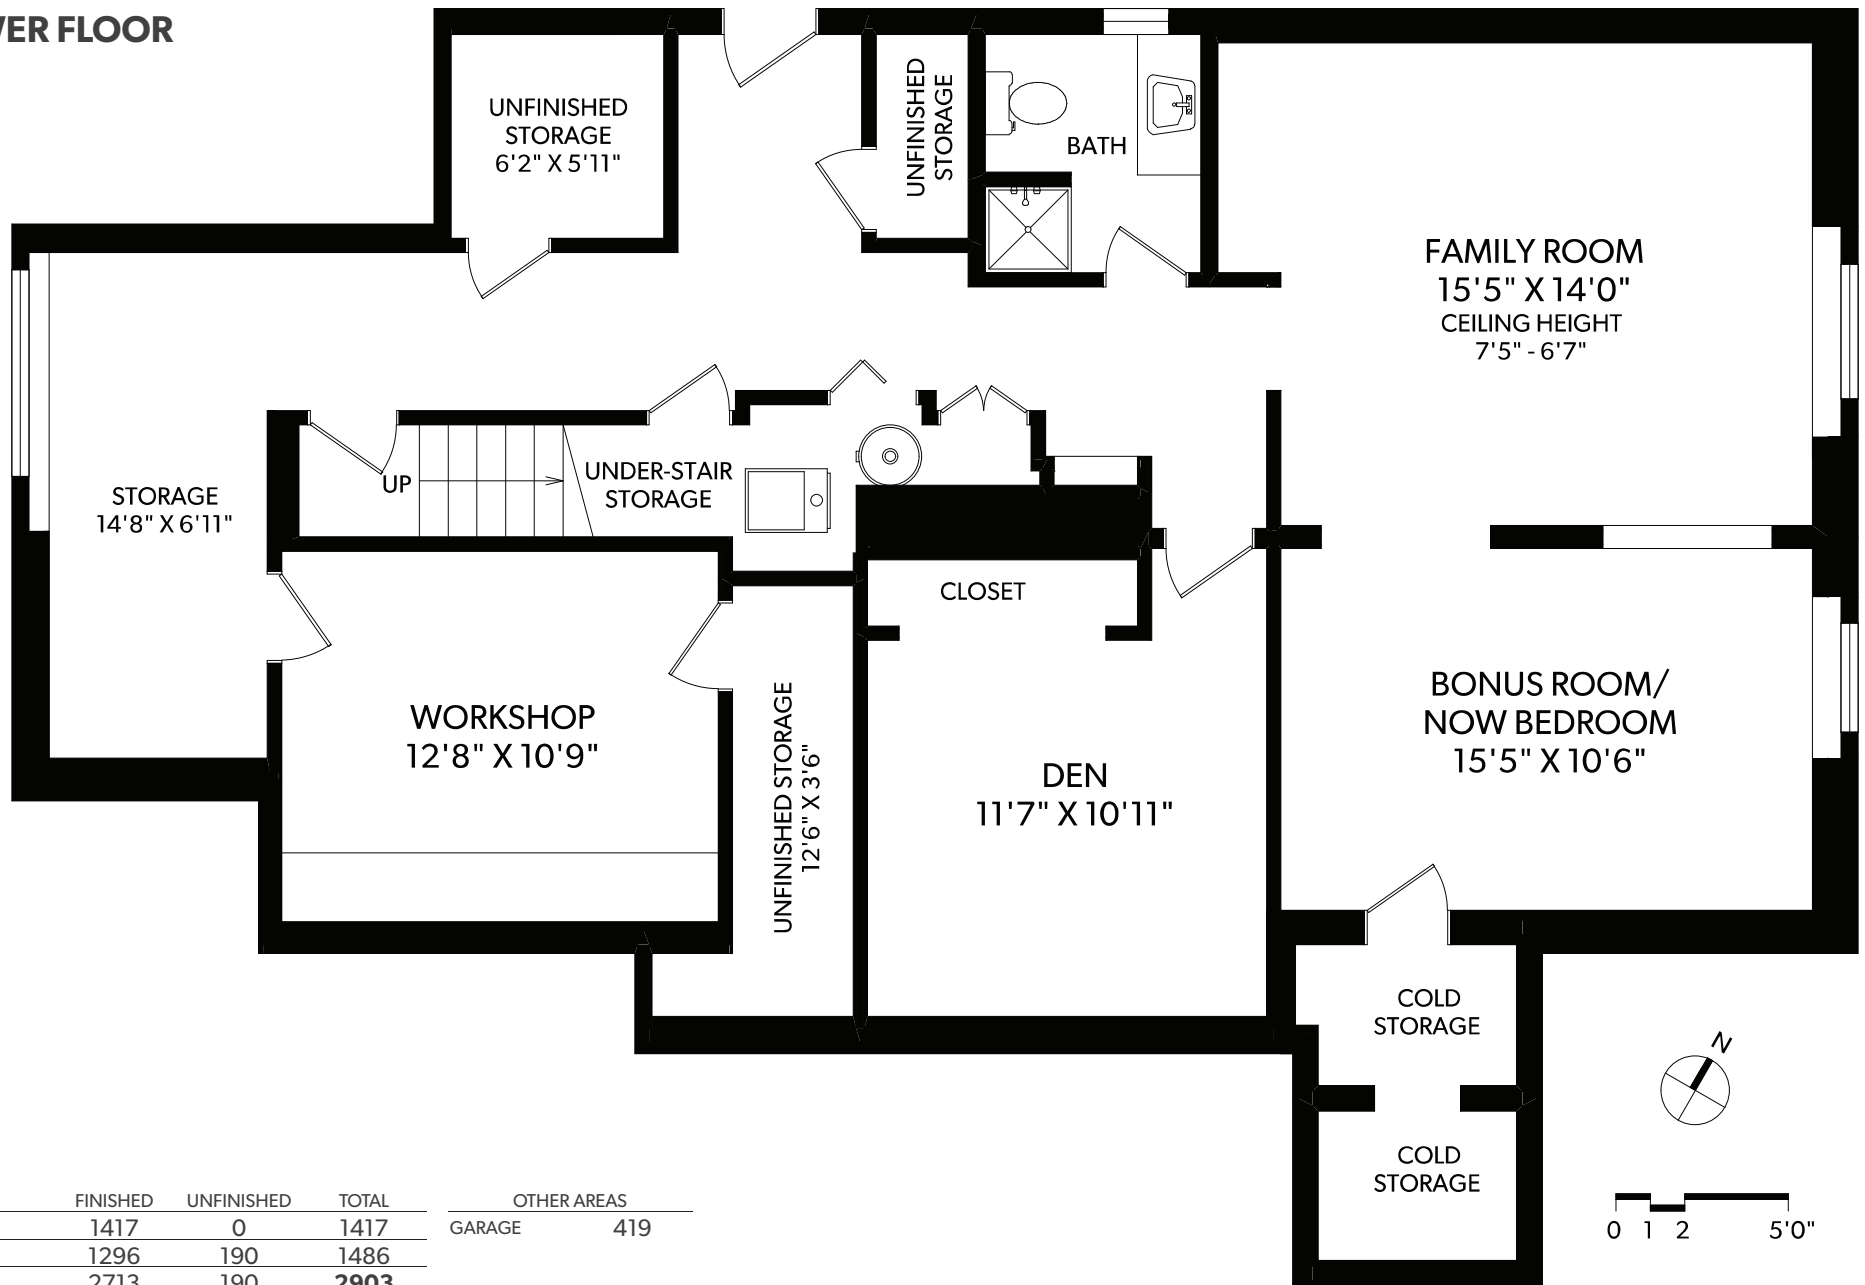 FLOOR
UNFINISHED
STORAGE
6'2" X 5'11"
UNFINISHED
STORAGE
BATH
FAMILY ROOM
15'5" X 14'0"
CEILING HEIGHT
7'5" - 6'7"
STORAGE
14'8" X 6'11"
UP
UNDER-STAIR
STORAGE
CLOSET
WORKSHOP
12'8" X 10'9"
UNFINISHED STORAGE
12'6" X 3'6"
DEN
11'7" X 10'11"
BONUS ROOM/
NOW BEDROOM
15'5" X 10'6"
COLD
STORAGE
COLD
STORAGE
N
0 1 2 5'0"
FINISHED UNFINISHED TOTAL
1417 0 1417
1296 190 1486
2713 190 2903
OTHER AREAS
GARAGE 419